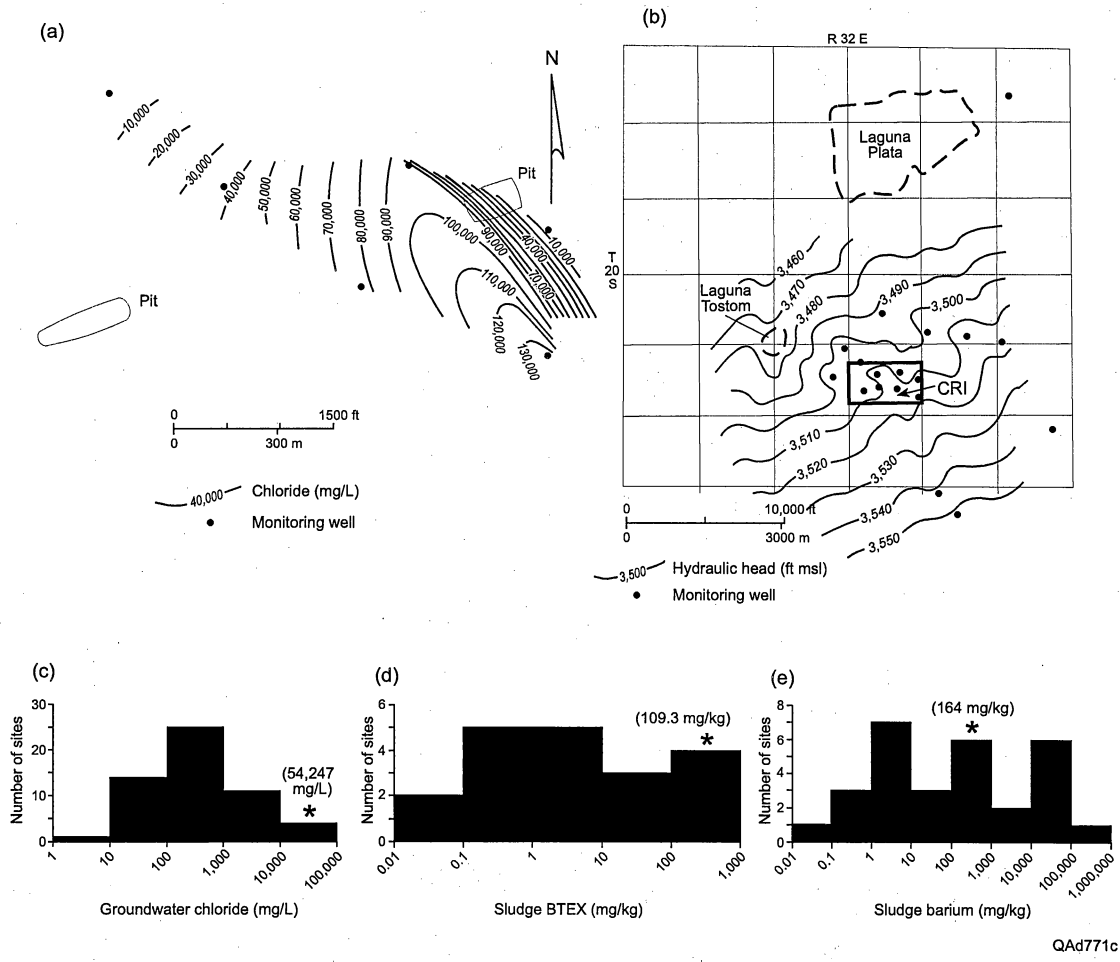 (a)
N
10,000
20,000
30,000
40,000
50,000
60,000
70,000
80,000
90,000
100,000
110,000
120,000
130,000
90,000
70,000
40,000
10,000
Pit
Pit
0 1500 ft
0 300 m
40,000 Chloride (mg/L)
Monitoring well
(b)
R 32 E
T
20
S
Laguna
Plata
Laguna
Tostom
3,460
3,470
3,480
3,490
3,500
CRI
3,510
3,520
3,530
3,540
3,550
0 10,000 ft
0 3000 m
3,500 Hydraulic head (ft msl)
Monitoring well
(c)
Number of sites
30
20
10
0
(54,247
mg/L)
*
1 10 100 1,000 10,000 100,000
Groundwater chloride (mg/L)
(d)
Number of sites
6
4
2
0
(109.3 mg/kg)
*
0.01 0.1 1 10 100 1,000
Sludge BTEX (mg/kg)
(e)
Number of sites
8
6
4
2
0
(164 mg/kg)
*
0.01 0.1 1 10 100 1,000 10,000 100,000 1,000,000
Sludge barium (mg/kg)
QAd771c